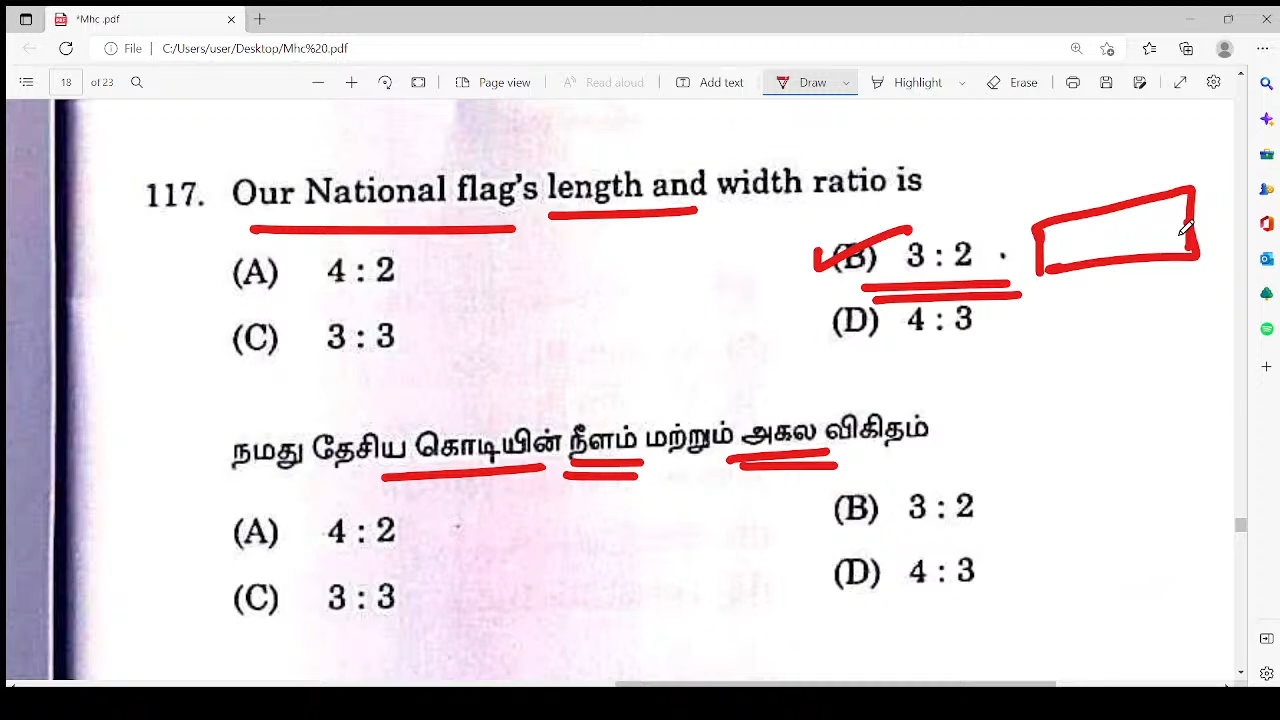 *Mhc .pdf
File
C:/Users/user/Desktop/Mhc%20.pdf
18 of 23
Page view
Read aloud
Add text
Draw
Highlight
Erase
117. Our National flag's length and width ratio is
(A) 4 : 2 (B) 3 : 2
(C) 3 : 3 (D) 4 : 3
நமது தேசிய கொடியின் நீளம் மற்றும் அகல விகிதம்
(A) 4 : 2 (B) 3 : 2
(C) 3 : 3 (D) 4 : 3